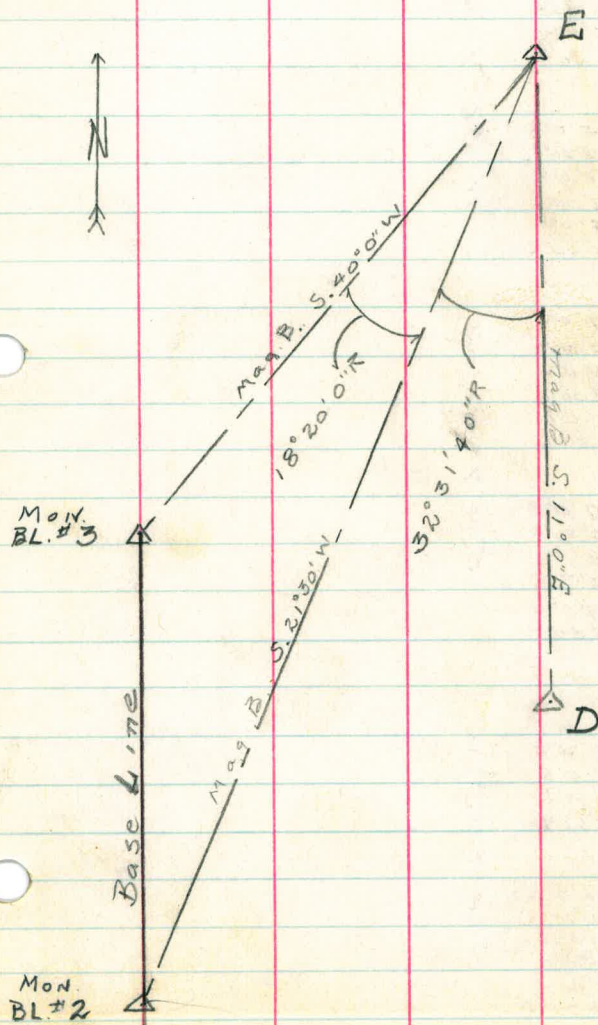 E
N
Mag. B. S. 40°0" W
18° 20' 0" R
32° 31' 40" R
Mag B S. 11°0" E
MON.
BL. #3
Mag B. S. 21°30' W
Base Line
D
MON.
BL. #2